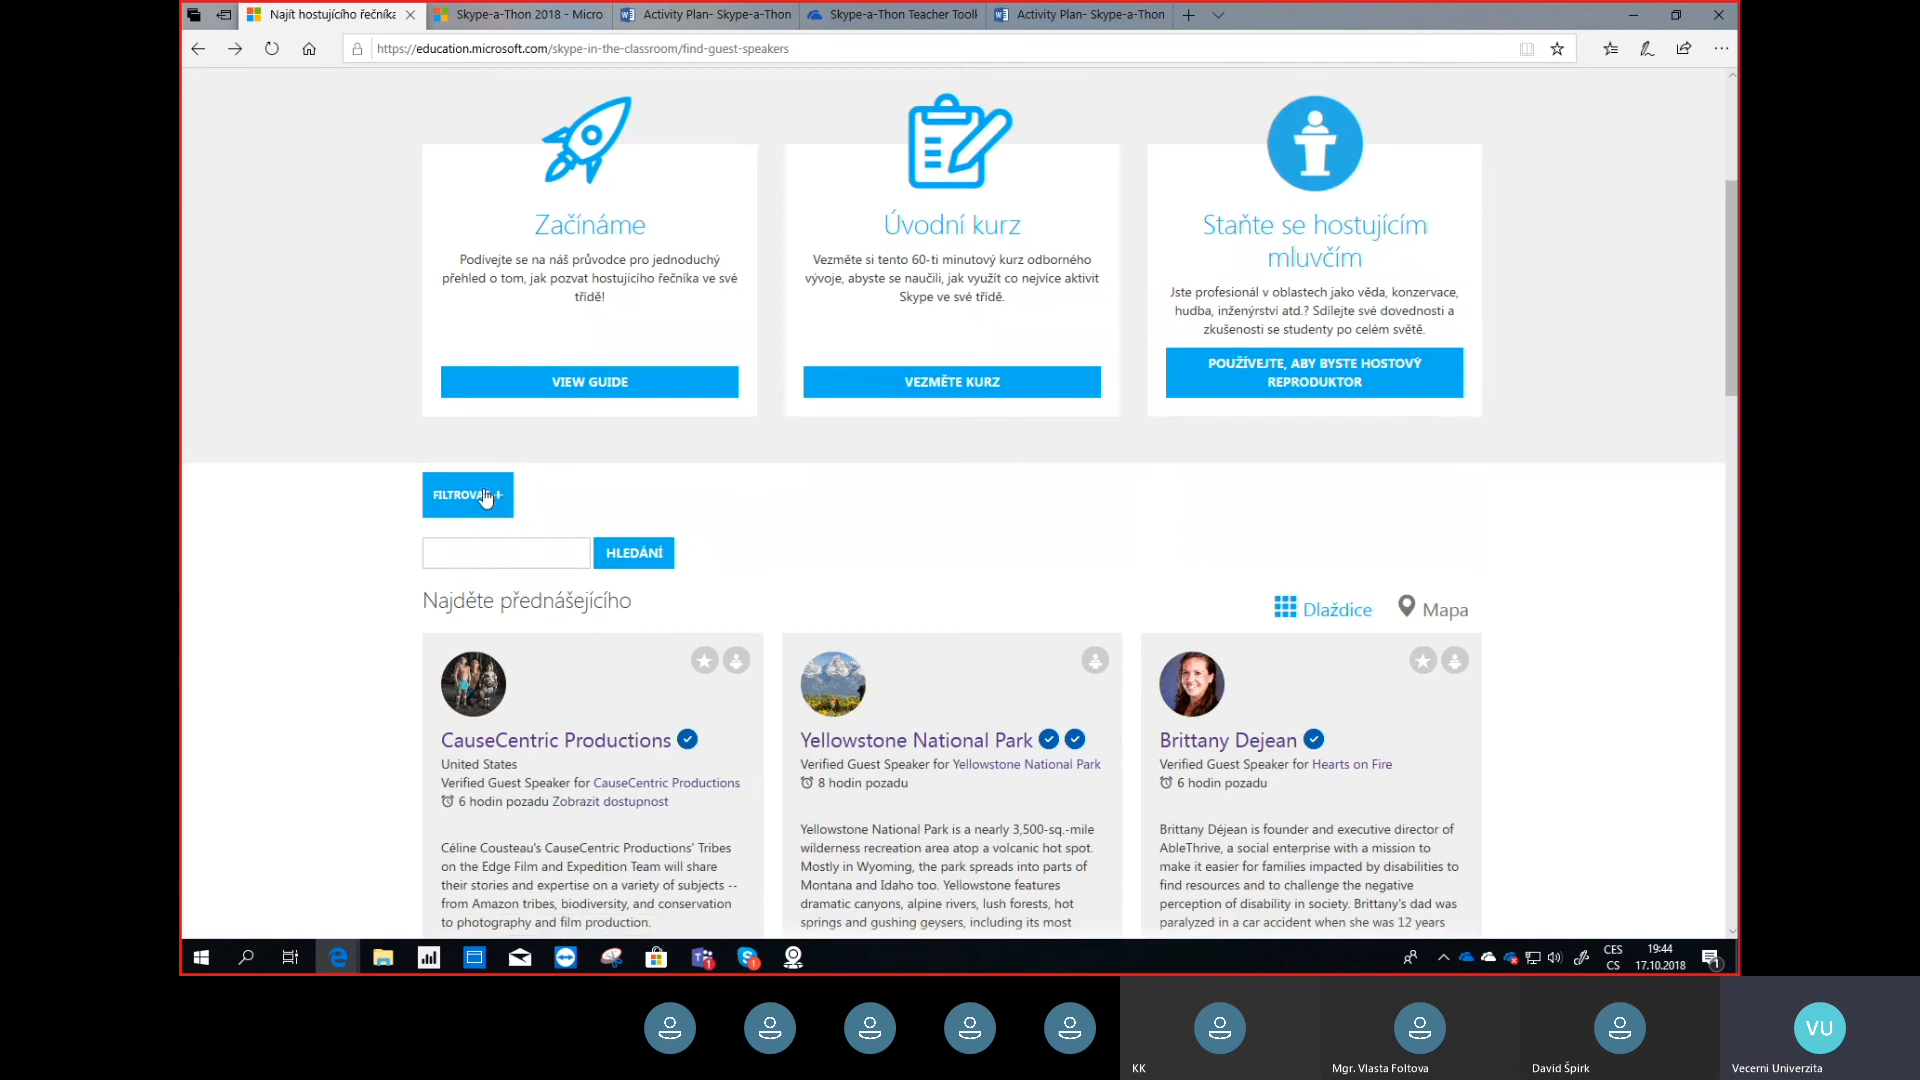 Najít hostujícího řečníka
Skype-a-Thon 2018 - Micro
Activity Plan- Skype-a-Thon
Skype-a-Thon Teacher Toolk
Activity Plan- Skype-a-Thon
https://education.microsoft.com/skype-in-the-classroom/find-guest-speakers
Začínáme
Podívejte se na náš průvodce pro jednoduchý
přehled o tom, jak pozvat hostujícího řečníka ve své
třídě!
VIEW GUIDE
Úvodní kurz
Vezměte si tento 60-ti minutový kurz odborného
vývoje, abyste se naučili, jak využít co nejvíce aktivit
Skype ve své třídě.
VEZMĚTE KURZ
Staňte se hostujícím
mluvčím
Jste profesionál v oblastech jako věda, konzervace,
hudba, inženýrství atd.? Sdílejte své dovednosti a
zkušenosti se studenty po celém světě.
POUŽÍVEJTE, ABY BYSTE HOSTOVÝ
REPRODUKTOR
HLEDÁNÍ
Najděte přednášejícího
Dlaždice
Mapa
CauseCentric Productions
United States
Verified Guest Speaker for CauseCentric Productions
6 hodin pozadu Zobrazit dostupnost
Céline Cousteau's CauseCentric Productions' Tribes
on the Edge Film and Expedition Team will share
their stories and expertise on a variety of subjects --
from Amazon tribes, biodiversity, and conservation
to photography and film production.
Yellowstone National Park
Verified Guest Speaker for Yellowstone National Park
8 hodin pozadu
Yellowstone National Park is a nearly 3,500-sq.-mile
wilderness recreation area atop a volcanic hot spot.
Mostly in Wyoming, the park spreads into parts of
Montana and Idaho too. Yellowstone features
dramatic canyons, alpine rivers, lush forests, hot
springs and gushing geysers, including its most
Brittany Dejean
Verified Guest Speaker for Hearts on Fire
6 hodin pozadu
Brittany Déjean is founder and executive director of
AbleThrive, a social enterprise with a mission to
make it easier for families impacted by disabilities to
find resources and to challenge the negative
perception of disability in society. Brittany's dad was
paralyzed in a car accident when she was 12 years
CES
CS
19:44
17.10.2018
1
KK
Mgr. Vlasta Foltova
David Špirk
VU
Vecerni Univerzita